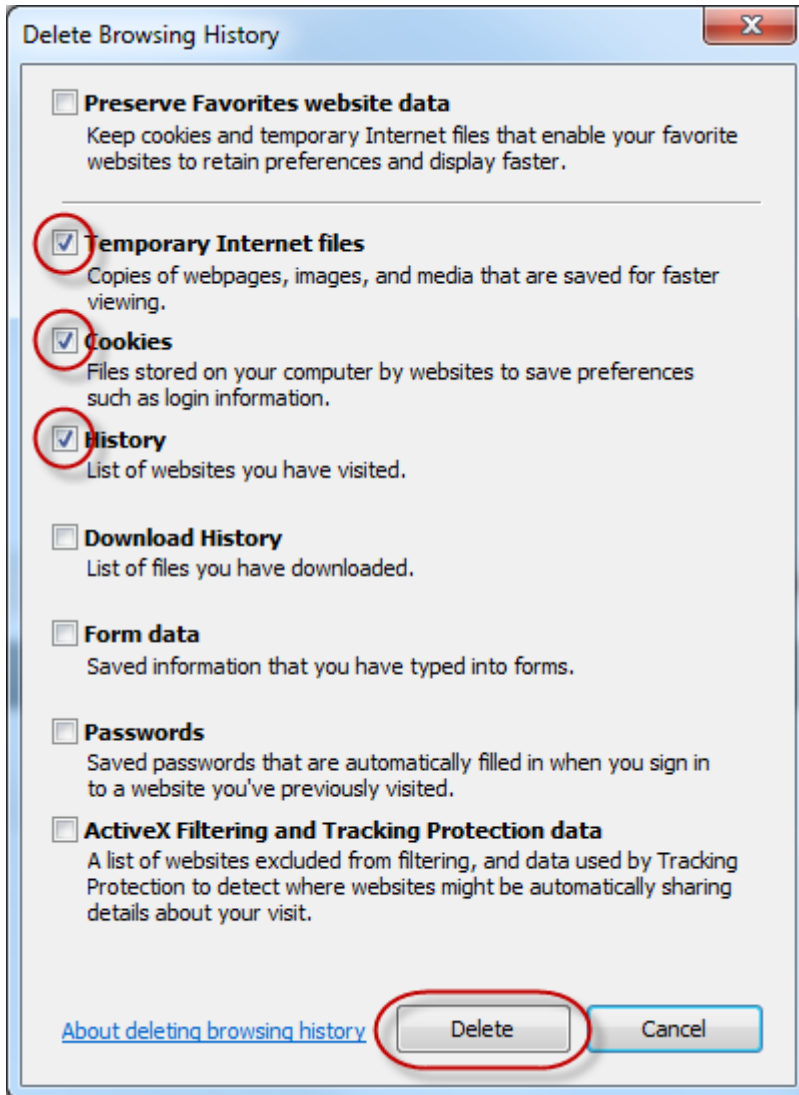 Delete Browsing History
Preserve Favorites website data
Keep cookies and temporary Internet files that enable your favorite
websites to retain preferences and display faster.
Temporary Internet files
Copies of webpages, images, and media that are saved for faster
viewing.
Cookies
Files stored on your computer by websites to save preferences
such as login information.
History
List of websites you have visited.
Download History
List of files you have downloaded.
Form data
Saved information that you have typed into forms.
Passwords
Saved passwords that are automatically filled in when you sign in
to a website you've previously visited.
ActiveX Filtering and Tracking Protection data
A list of websites excluded from filtering, and data used by Tracking
Protection to detect where websites might be automatically sharing
details about your visit.
About deleting browsing history Delete Cancel